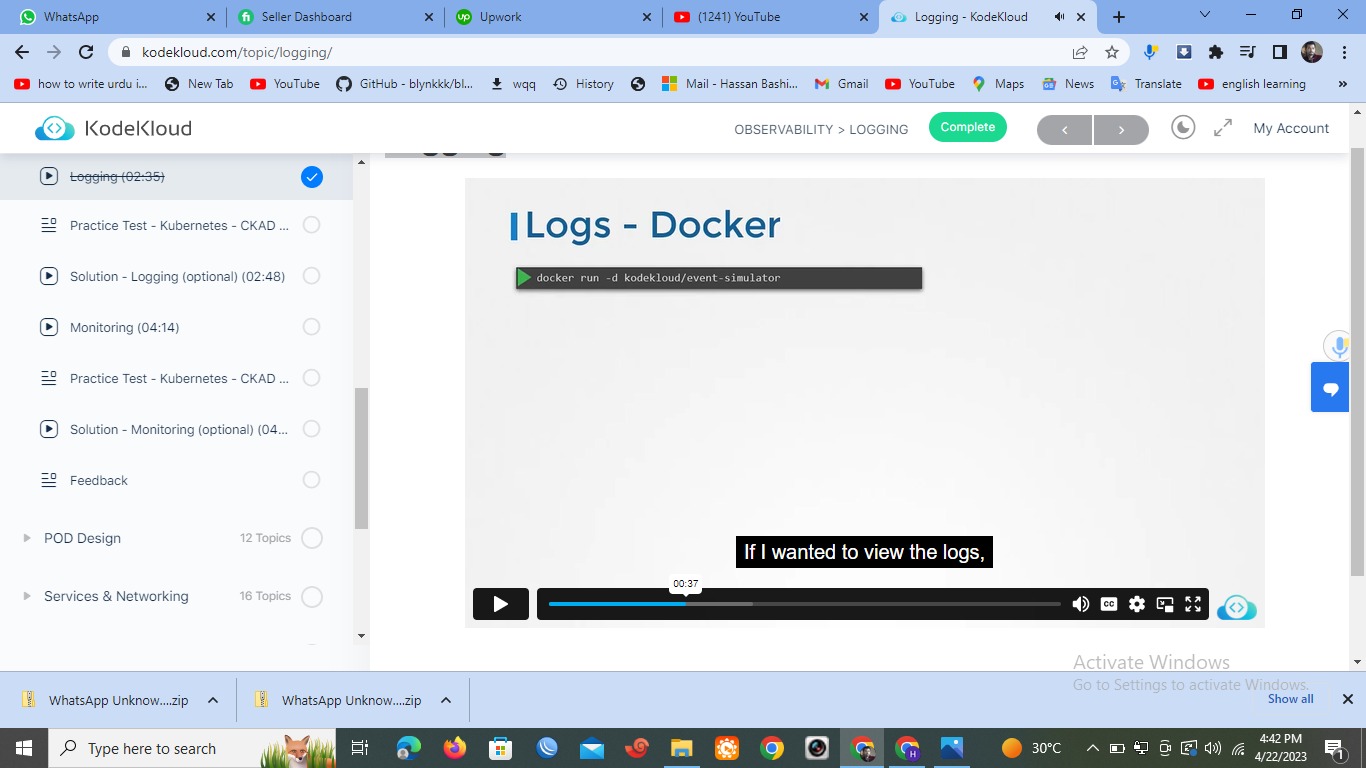 WhatsApp
Seller Dashboard
Upwork
(1241) YouTube
Logging - KodeKloud
kodekloud.com/topic/logging/
how to write urdu i...
New Tab
YouTube
GitHub - blynkkk/bl...
wqq
History
Mail - Hassan Bashi...
Gmail
YouTube
Maps
News
Translate
english learning
KodeKloud
OBSERVABILITY > LOGGING
Complete
My Account
Logging (02:35)
Practice Test - Kubernetes - CKAD ...
Solution - Logging (optional) (02:48)
Monitoring (04:14)
Practice Test - Kubernetes - CKAD ...
Solution - Monitoring (optional) (04...
Feedback
POD Design
12 Topics
Services & Networking
16 Topics
Logs - Docker
docker run -d kodekloud/event-simulator
If I wanted to view the logs,
00:37
CC
Activate Windows
Go to Settings to activate Windows.
WhatsApp Unknow....zip
WhatsApp Unknow....zip
Show all
Type here to search
30°C
4:42 PM
4/22/2023
1